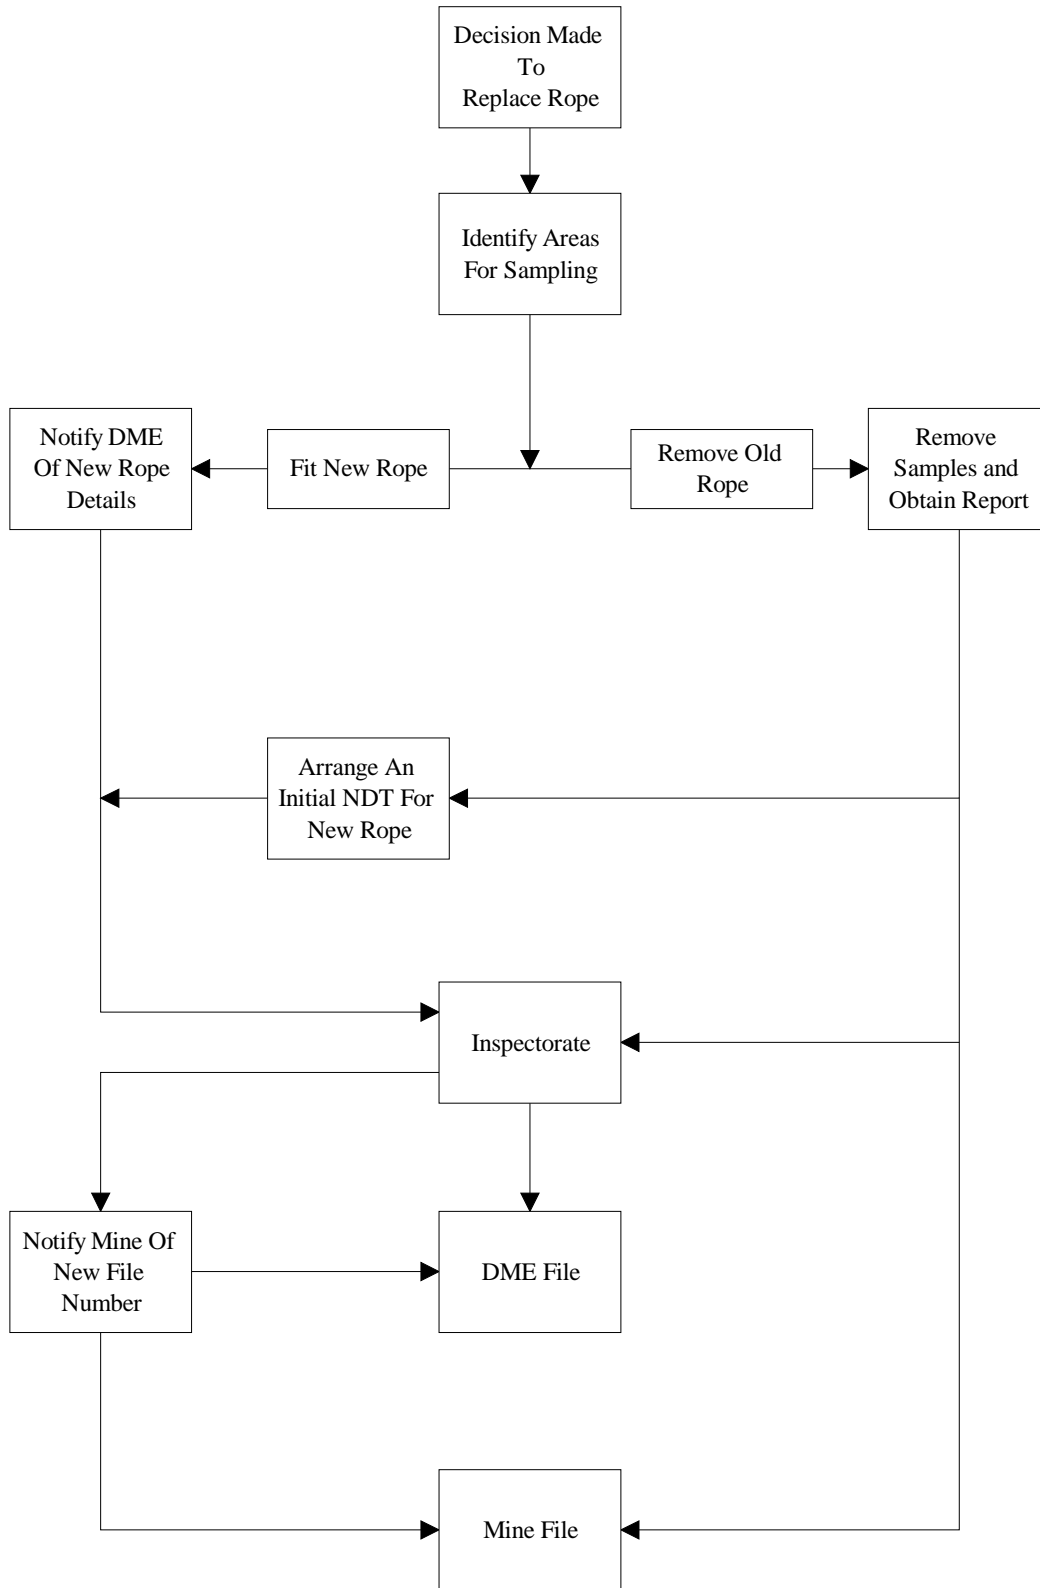 Decision Made
To
Replace Rope
Identify Areas
For Sampling
Notify DME
Of New Rope
Details
Fit New Rope
Remove Old
Rope
Remove
Samples and
Obtain Report
Arrange An
Initial NDT For
New Rope
Inspectorate
Notify Mine Of
New File
Number
DME File
Mine File